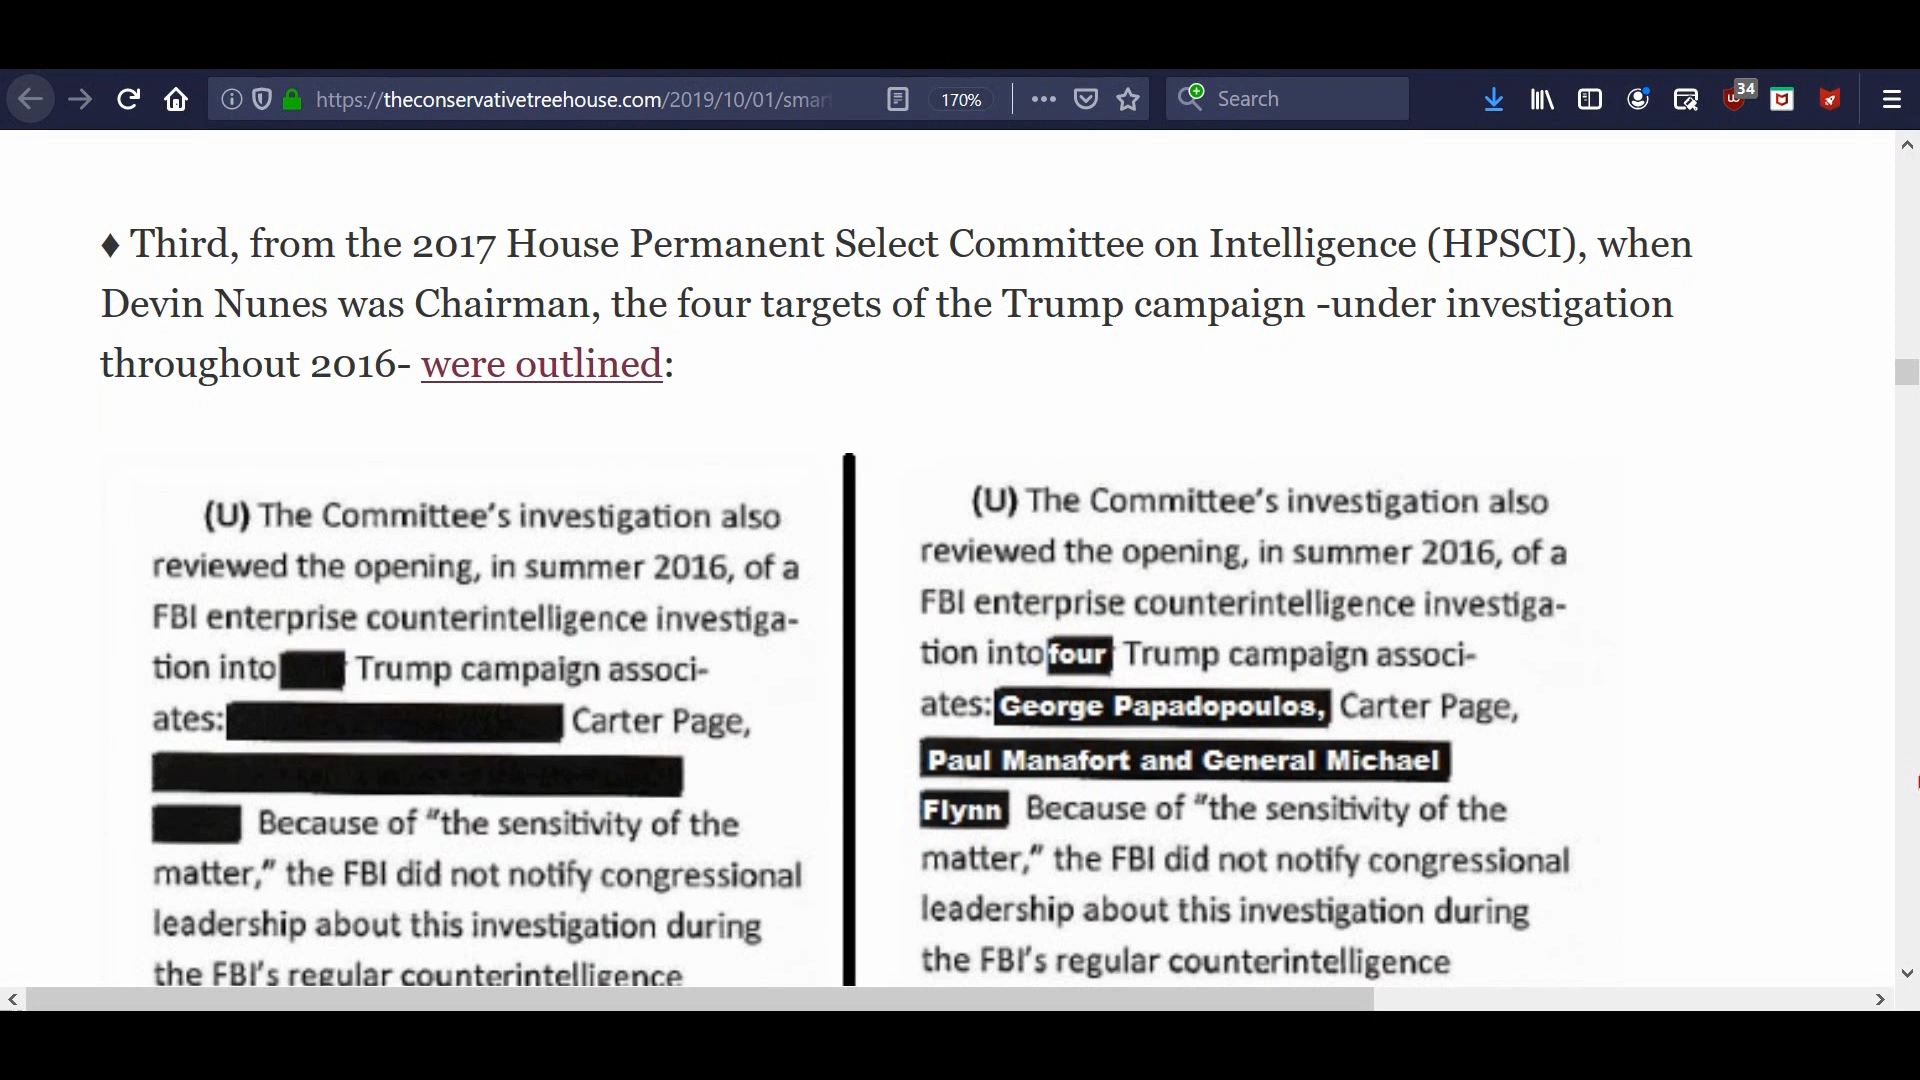 https://theconservativetreehouse.com/2019/10/01/smar
170%
Search
34
♦ Third, from the 2017 House Permanent Select Committee on Intelligence (HPSCI), when
Devin Nunes was Chairman, the four targets of the Trump campaign -under investigation
throughout 2016- were outlined:
(U) The Committee’s investigation also
reviewed the opening, in summer 2016, of a
FBI enterprise counterintelligence investiga-
tion into Trump campaign associ-
ates: Carter Page,
Because of “the sensitivity of the
matter,” the FBI did not notify congressional
leadership about this investigation during
the FBI’s regular counterintelligence
(U) The Committee’s investigation also
reviewed the opening, in summer 2016, of a
FBI enterprise counterintelligence investiga-
tion into four Trump campaign associ-
ates: George Papadopoulos, Carter Page,
Paul Manafort and General Michael
Flynn Because of “the sensitivity of the
matter,” the FBI did not notify congressional
leadership about this investigation during
the FBI’s regular counterintelligence